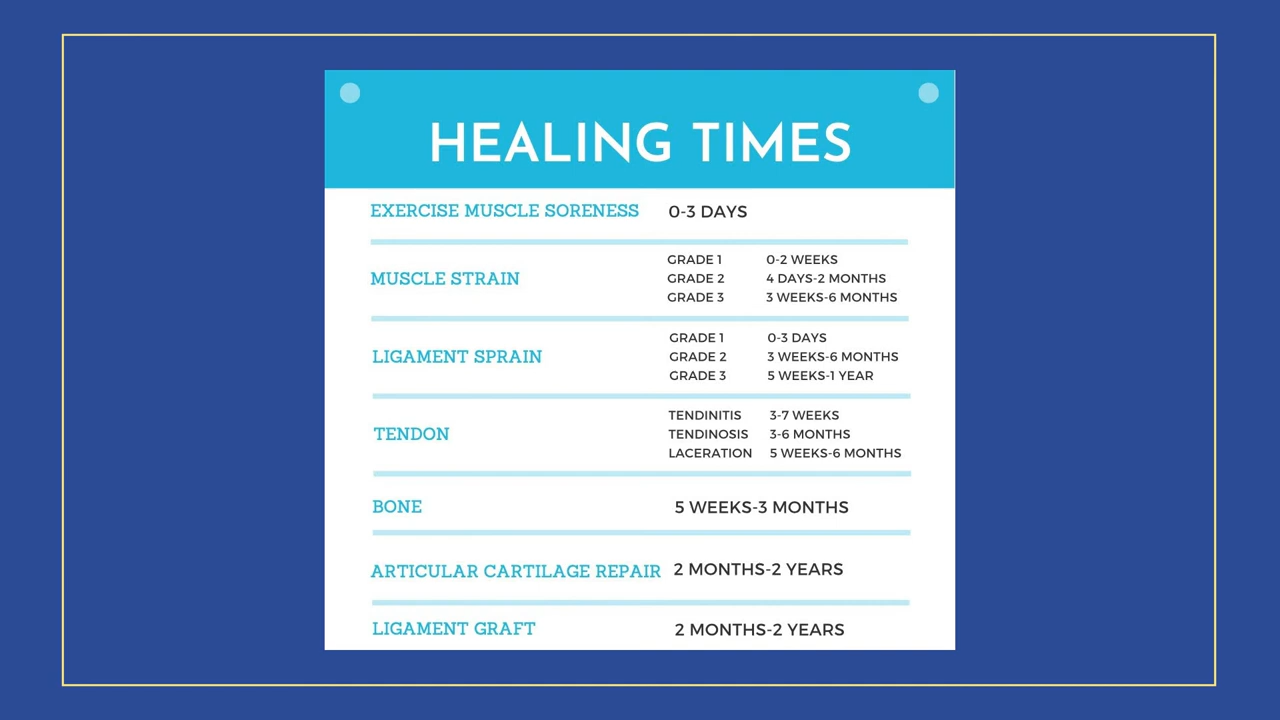 HEALING TIMES
EXERCISE MUSCLE SORENESS 0-3 DAYS
MUSCLE STRAIN
GRADE 1 0-2 WEEKS
GRADE 2 4 DAYS-2 MONTHS
GRADE 3 3 WEEKS-6 MONTHS
LIGAMENT SPRAIN
GRADE 1 0-3 DAYS
GRADE 2 3 WEEKS-6 MONTHS
GRADE 3 5 WEEKS-1 YEAR
TENDON
TENDINITIS 3-7 WEEKS
TENDINOSIS 3-6 MONTHS
LACERATION 5 WEEKS-6 MONTHS
BONE 5 WEEKS-3 MONTHS
ARTICULAR CARTILAGE REPAIR 2 MONTHS-2 YEARS
LIGAMENT GRAFT 2 MONTHS-2 YEARS